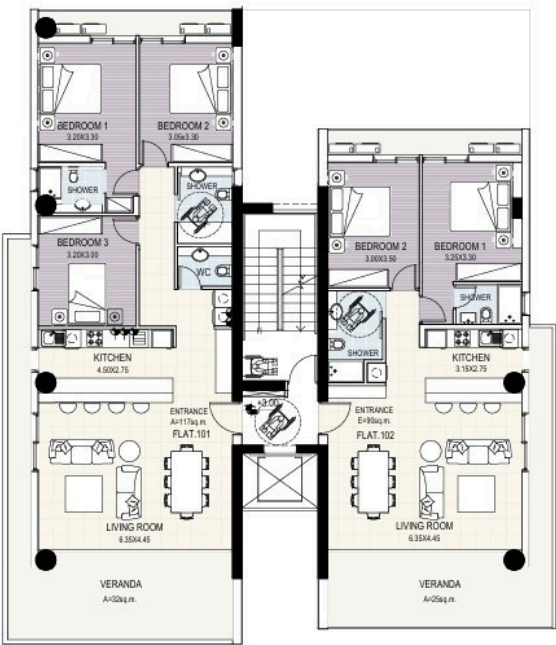 BEDROOM 1
3.20X3.30
BEDROOM 2
3.05x3.30
SHOWER
SHOWER
BEDROOM 3
3.20X3.00
WC
KITCHEN
4.50X2.75
ENTRANCE
A=117sq.m.
FLAT.101
LIVING ROOM
6.35X4.45
VERANDA
A=32sq.m.
+3.00
BEDROOM 2
3.00X3.50
BEDROOM 1
3.25X3.30
SHOWER
SHOWER
KITCHEN
3.15X2.75
ENTRANCE
E=90sq.m.
FLAT.102
LIVING ROOM
6.35X4.45
VERANDA
A=25sq.m.